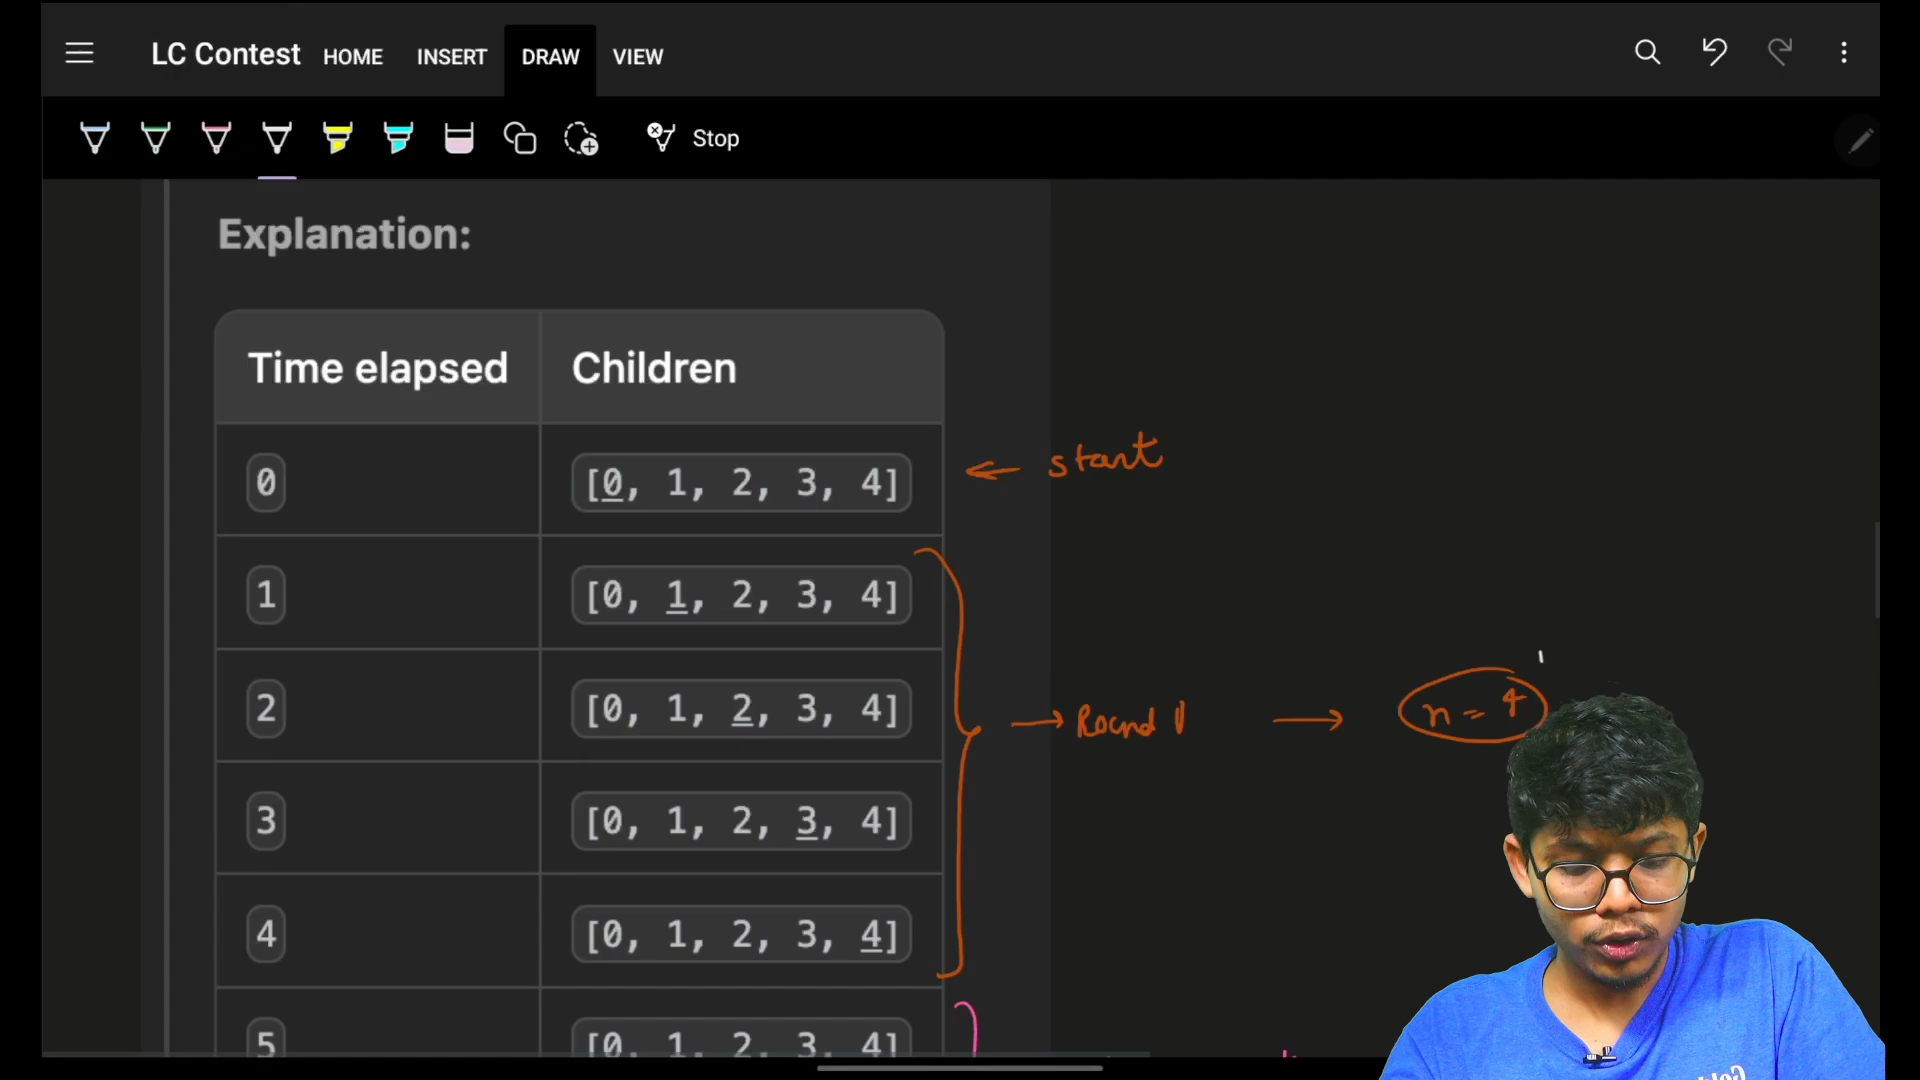 LC Contest HOME INSERT DRAW VIEW
Stop
Explanation:
Time elapsed Children
0 [0, 1, 2, 3, 4] ← start
1 [0, 1, 2, 3, 4]
2 [0, 1, 2, 3, 4] → Round 1 → n = 4
3 [0, 1, 2, 3, 4]
4 [0, 1, 2, 3, 4]
5 [0, 1, 2, 3, 4]